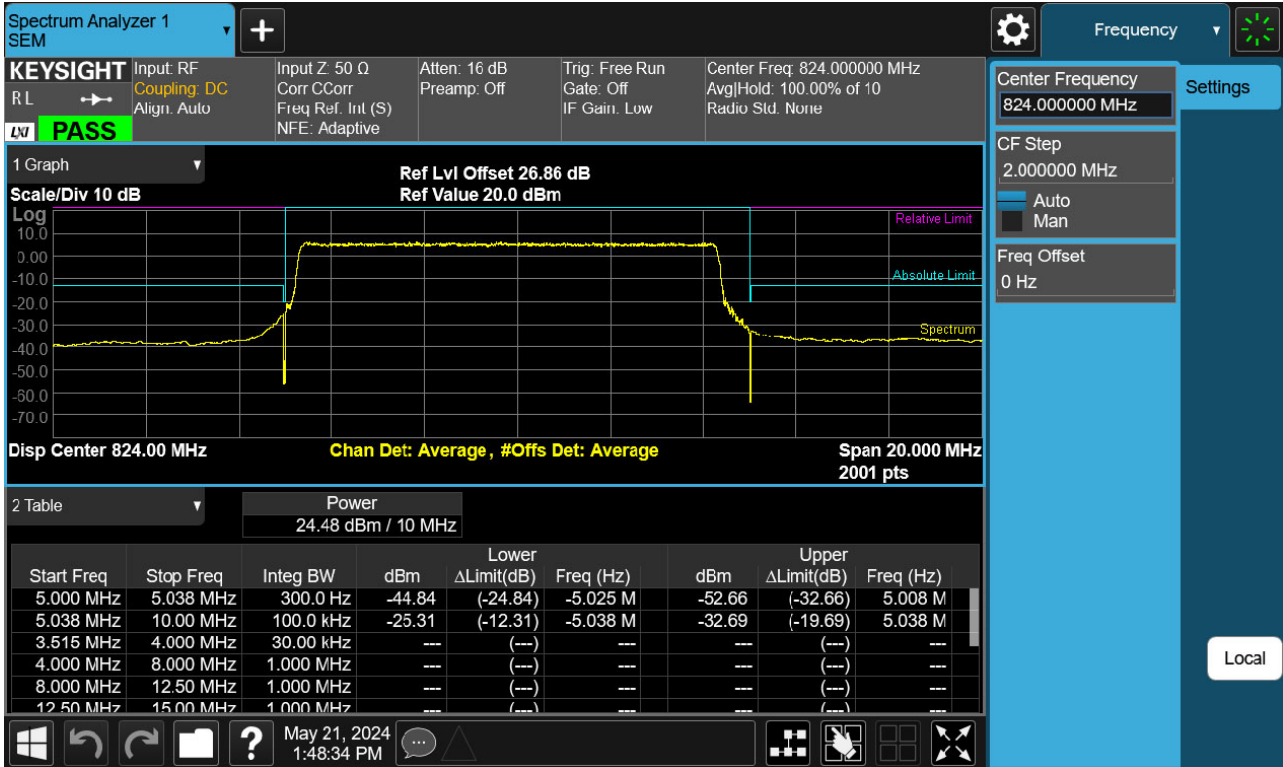 Spectrum Analyzer 1
SEM
Frequency
KEYSIGHT
RL
LXI
PASS
Input: RF
Coupling: DC
Align: Auto
Input Z: 50 Ω
Corr CCorr
Freq Ref: Int (S)
NFE: Adaptive
Atten: 16 dB
Preamp: Off
Trig: Free Run
Gate: Off
IF Gain: Low
Center Freq: 824.000000 MHz
Avg|Hold: 100.00% of 10
Radio Std: None
Center Frequency
824.000000 MHz
Settings
CF Step
2.000000 MHz
Auto
Man
Freq Offset
0 Hz
1 Graph
Scale/Div 10 dB
Ref Lvl Offset 26.86 dB
Ref Value 20.0 dBm
Log
10.0
0.00
-10.0
-20.0
-30.0
-40.0
-50.0
-60.0
-70.0
Relative Limit
Absolute Limit
Spectrum
Disp Center 824.00 MHz
Chan Det: Average , #Offs Det: Average
Span 20.000 MHz
2001 pts
2 Table
Power
24.48 dBm / 10 MHz
Lower Upper
Start Freq Stop Freq Integ BW dBm ΔLimit(dB) Freq (Hz) dBm ΔLimit(dB) Freq (Hz)
5.000 MHz 5.038 MHz 300.0 Hz -44.84 (-24.84) -5.025 M -52.66 (-32.66) 5.008 M
5.038 MHz 10.00 MHz 100.0 kHz -25.31 (-12.31) -5.038 M -32.69 (-19.69) 5.038 M
3.515 MHz 4.000 MHz 30.00 kHz --- (---) --- --- (---) ---
4.000 MHz 8.000 MHz 1.000 MHz --- (---) --- --- (---) ---
8.000 MHz 12.50 MHz 1.000 MHz --- (---) --- --- (---) ---
12.50 MHz 15.00 MHz 1.000 MHz --- (---) --- --- (---) ---
Local
?
May 21, 2024
1:48:34 PM